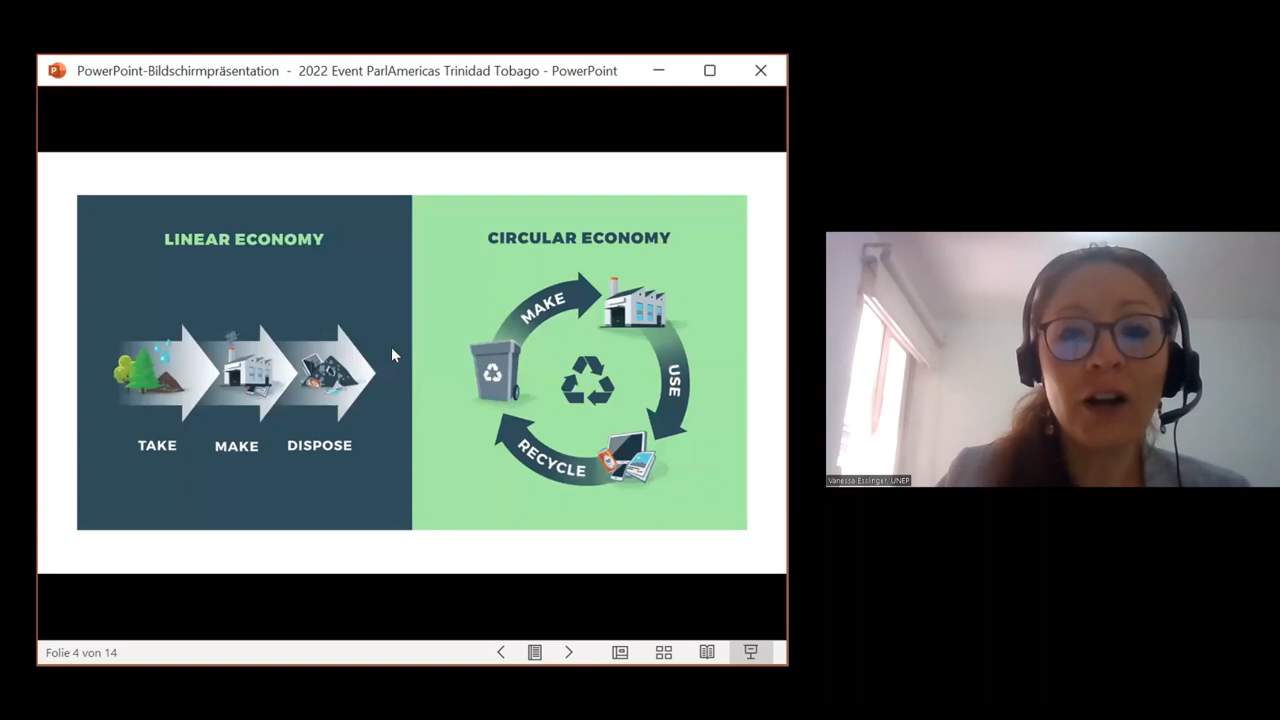 PowerPoint-Bildschirmpräsentation - 2022 Event ParlAmericas Trinidad Tobago - PowerPoint
LINEAR ECONOMY
TAKE
MAKE
DISPOSE
CIRCULAR ECONOMY
MAKE
USE
RECYCLE
Vanessa Esslinger, UNEP
Folie 4 von 14